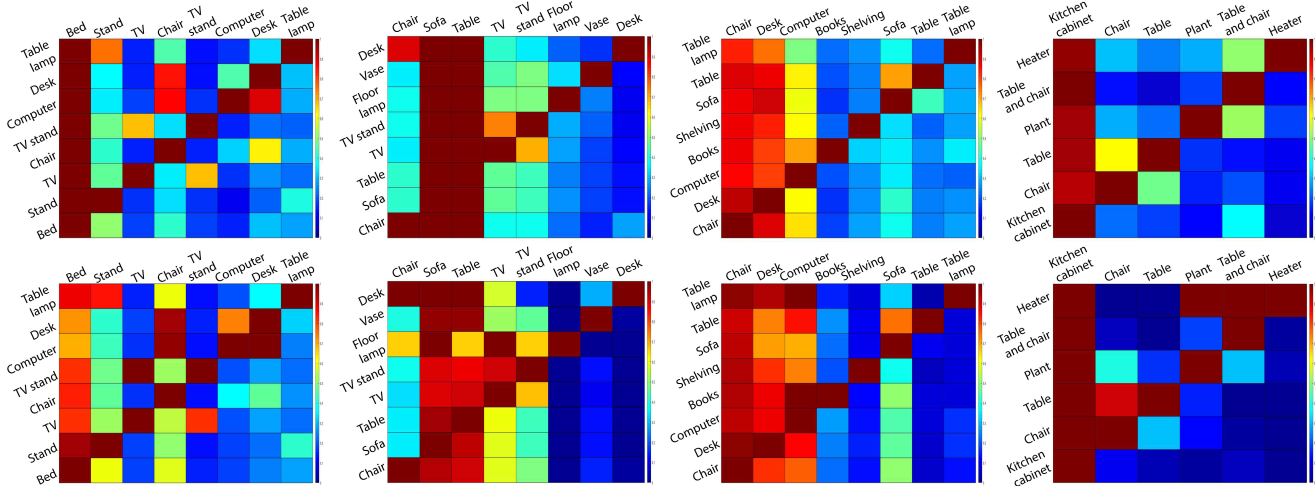 Bed Stand TV Chair TV stand Computer Desk Table lamp
Table lamp
Desk
Computer
TV stand
Chair
TV
Stand
Bed
Chair Sofa Table TV TV stand Floor lamp Vase Desk
Desk
Vase
Floor lamp
TV stand
TV
Table
Sofa
Chair
Chair Desk Computer Books Shelving Sofa Table Table lamp
Table lamp
Table
Sofa
Shelving
Books
Computer
Desk
Chair
Kitchen cabinet Chair Table Plant Table and chair Heater
Heater
Table and chair
Plant
Table
Chair
Kitchen cabinet
Bed Stand TV Chair TV stand Computer Desk Table lamp
Table lamp
Desk
Computer
TV stand
Chair
TV
Stand
Bed
Chair Sofa Table TV TV stand Floor lamp Vase Desk
Desk
Vase
Floor lamp
TV stand
TV
Table
Sofa
Chair
Chair Desk Computer Books Shelving Sofa Table Table lamp
Table lamp
Table
Sofa
Shelving
Books
Computer
Desk
Chair
Kitchen cabinet Chair Table Plant Table and chair Heater
Heater
Table and chair
Plant
Table
Chair
Kitchen cabinet